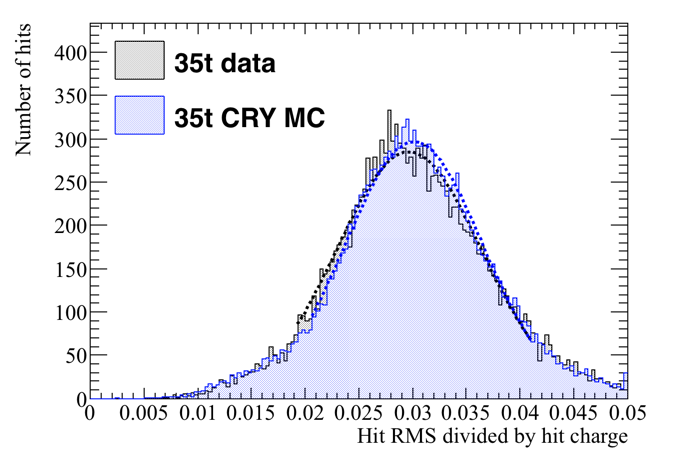 Number of hits
400
350
300
250
200
150
100
50
0
35t data
35t CRY MC
0 0.005 0.01 0.015 0.02 0.025 0.03 0.035 0.04 0.045 0.05
Hit RMS divided by hit charge